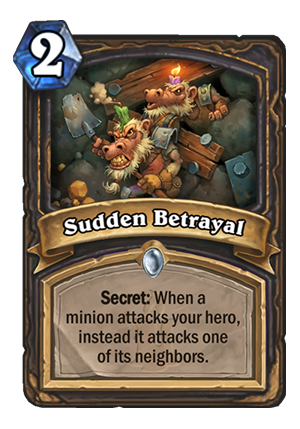 2
Sudden Betrayal
Secret: When a
minion attacks your hero,
instead it attacks one
of its neighbors.